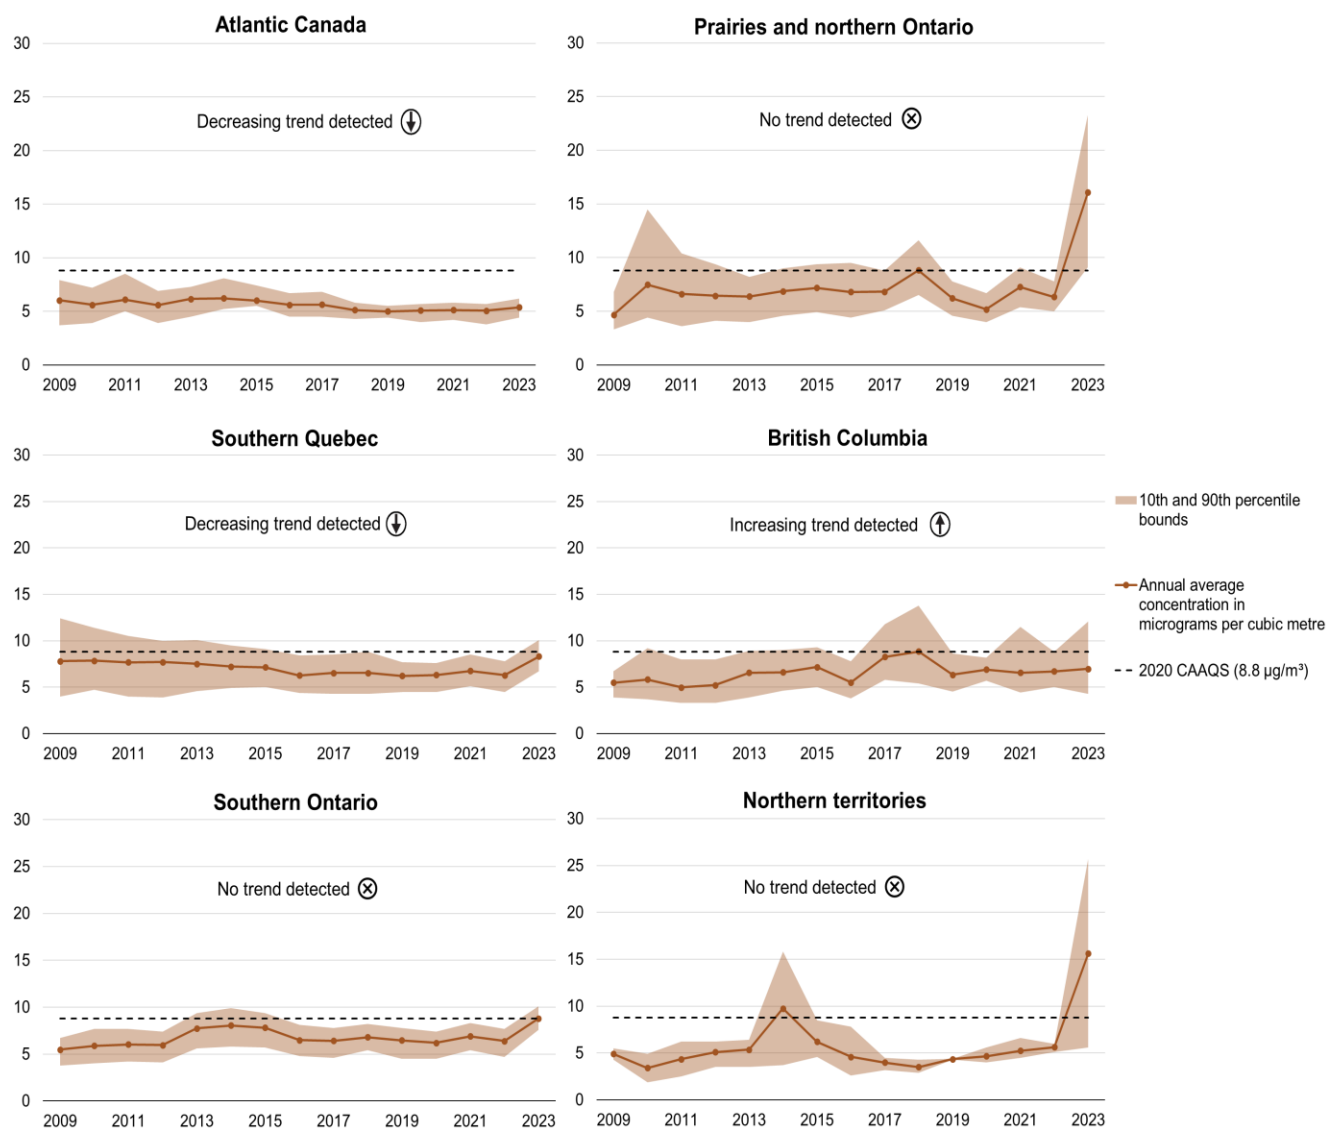 Atlantic Canada
30
25
20
15
10
5
0
Decreasing trend detected
2009 2011 2013 2015 2017 2019 2021 2023
Prairies and northern Ontario
30
25
20
15
10
5
0
No trend detected
2009 2011 2013 2015 2017 2019 2021 2023
Southern Quebec
30
25
20
15
10
5
0
Decreasing trend detected
2009 2011 2013 2015 2017 2019 2021 2023
British Columbia
30
25
20
15
10
5
0
Increasing trend detected
2009 2011 2013 2015 2017 2019 2021 2023
10th and 90th percentile
bounds
Annual average
concentration in
micrograms per cubic metre
2020 CAAQS (8.8 µg/m³)
Southern Ontario
30
25
20
15
10
5
0
No trend detected
2009 2011 2013 2015 2017 2019 2021 2023
Northern territories
30
25
20
15
10
5
0
No trend detected
2009 2011 2013 2015 2017 2019 2021 2023